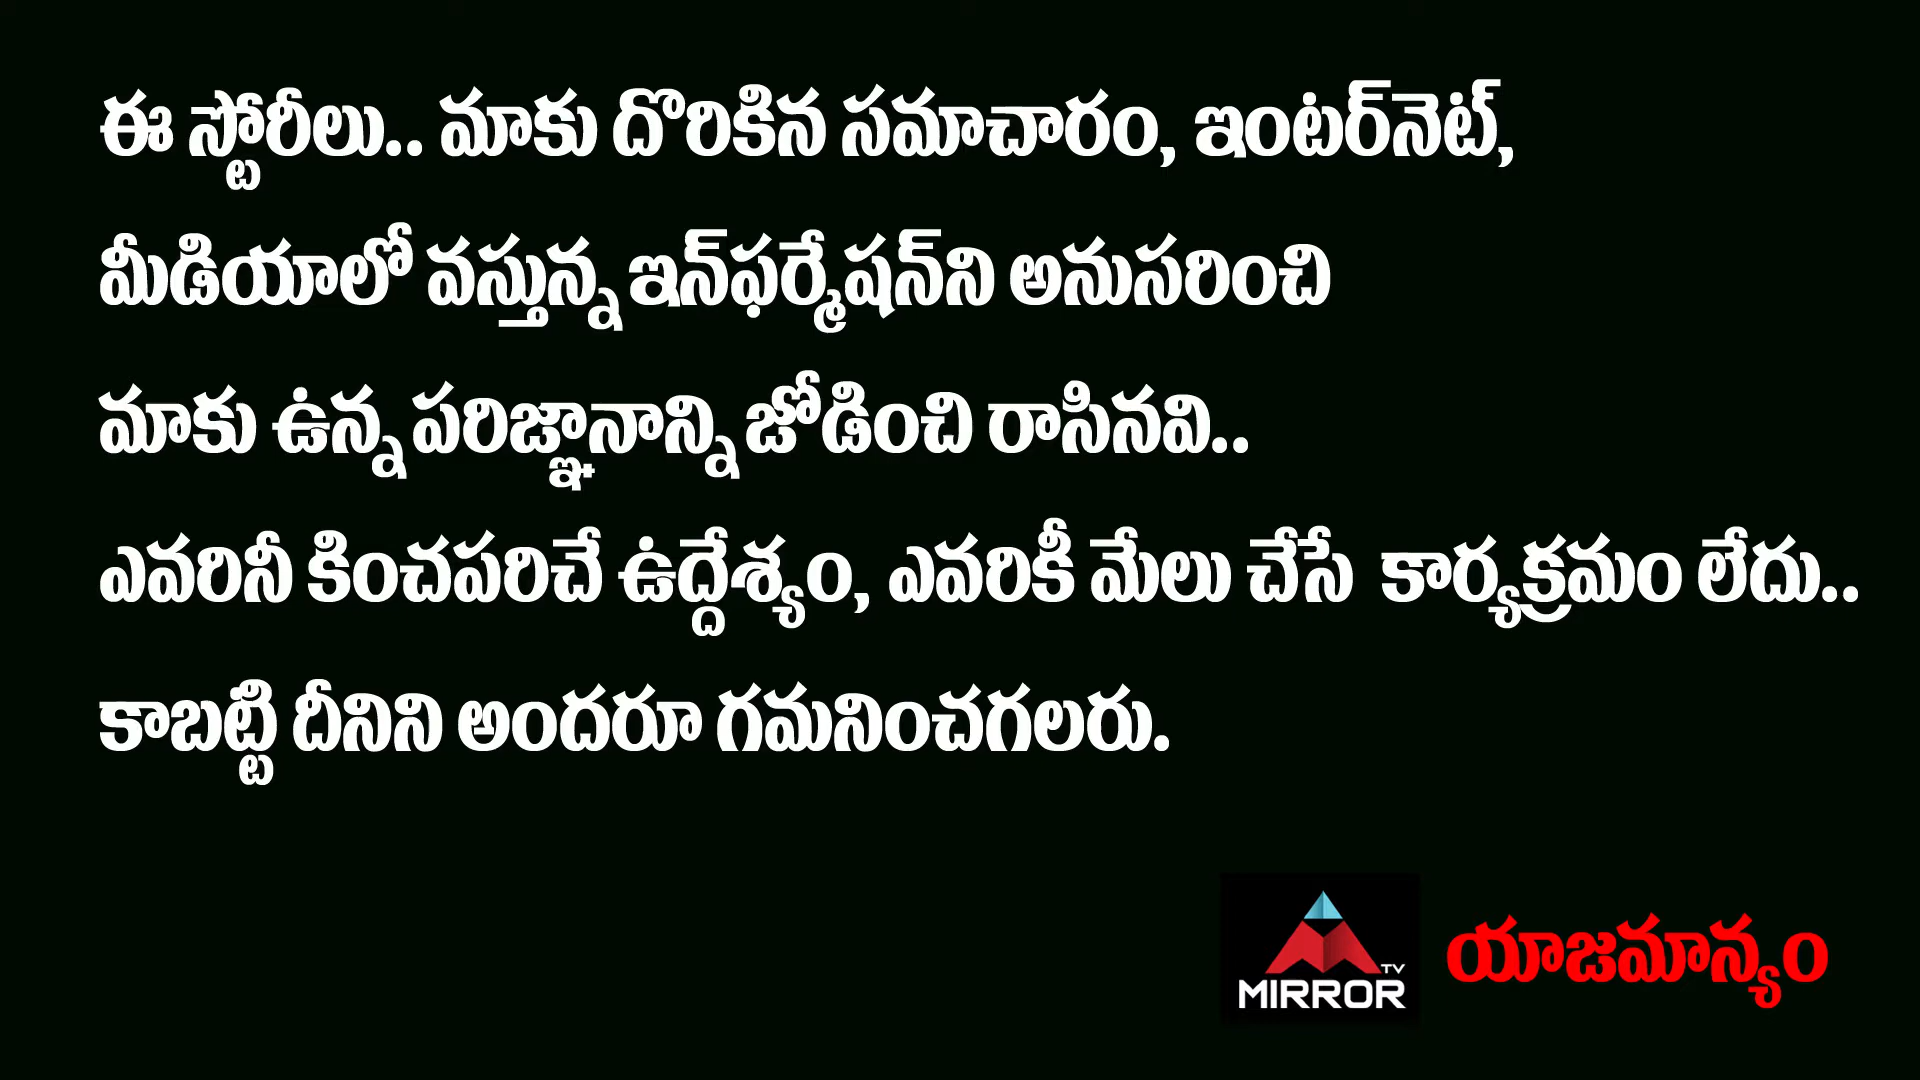 ఈ స్టోరీలు.. మాకు దొరికిన సమాచారం, ఇంటర్‌నెట్,
మీడియాలో వస్తున్న ఇన్‌ఫర్మేషన్‌ని అనుసరించి
మాకు ఉన్న పరిజ్ఞానాన్ని జోడించి రాసినవి..
ఎవరినీ కించపరిచే ఉద్దేశ్యం, ఎవరికీ మేలు చేసే కార్యక్రమం లేదు..
కాబట్టి దీనిని అందరూ గమనించగలరు.
TV
MIRROR
యాజమాన్యం